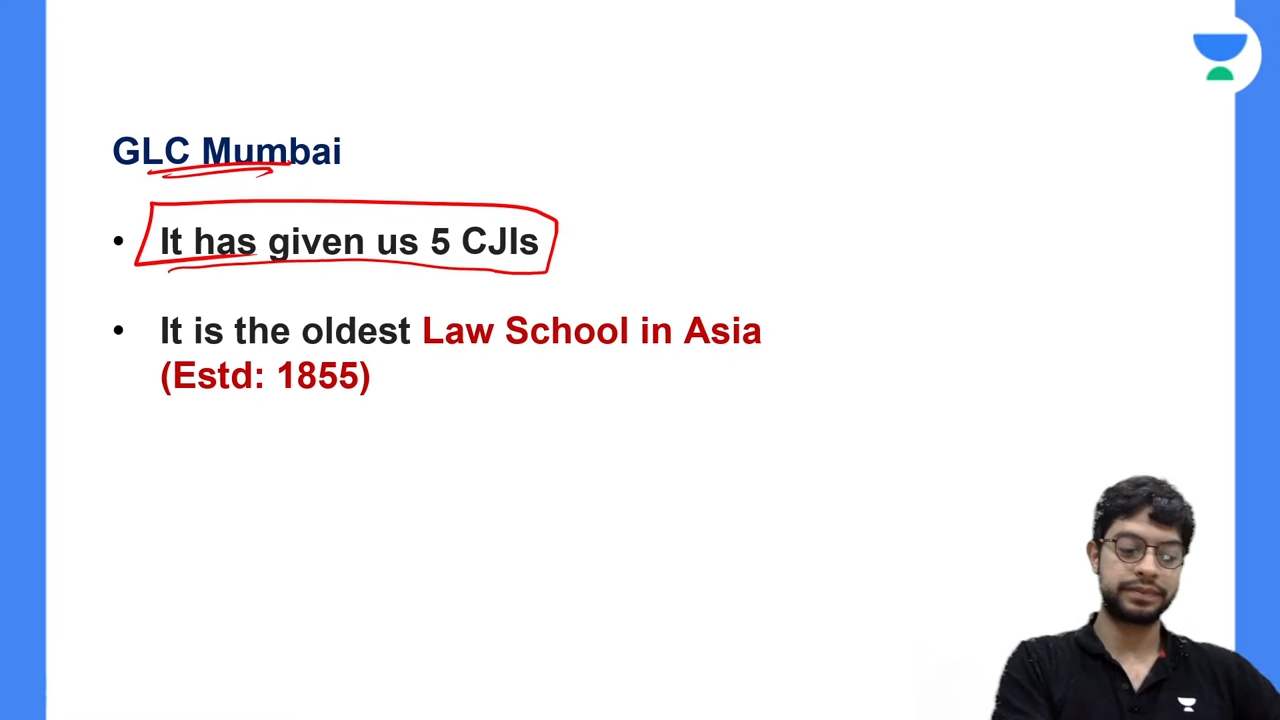 GLC Mumbai
• It has given us 5 CJIs
• It is the oldest Law School in Asia
(Estd: 1855)